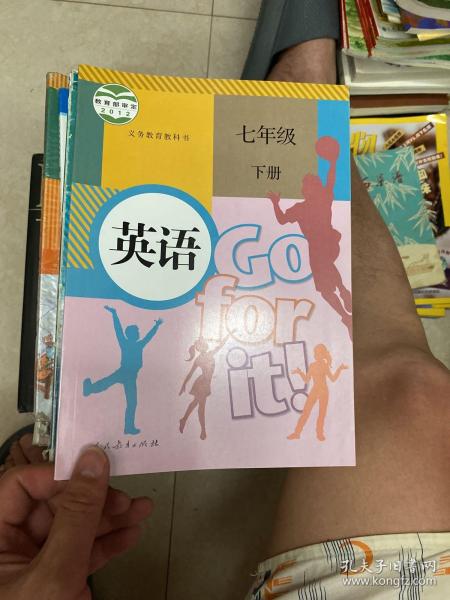 教育部审定
2012
义务教育教科书
七年级
下册
英语
Go
for
it!
人民教育出版社
孔夫子旧书网
www.kongfz.com